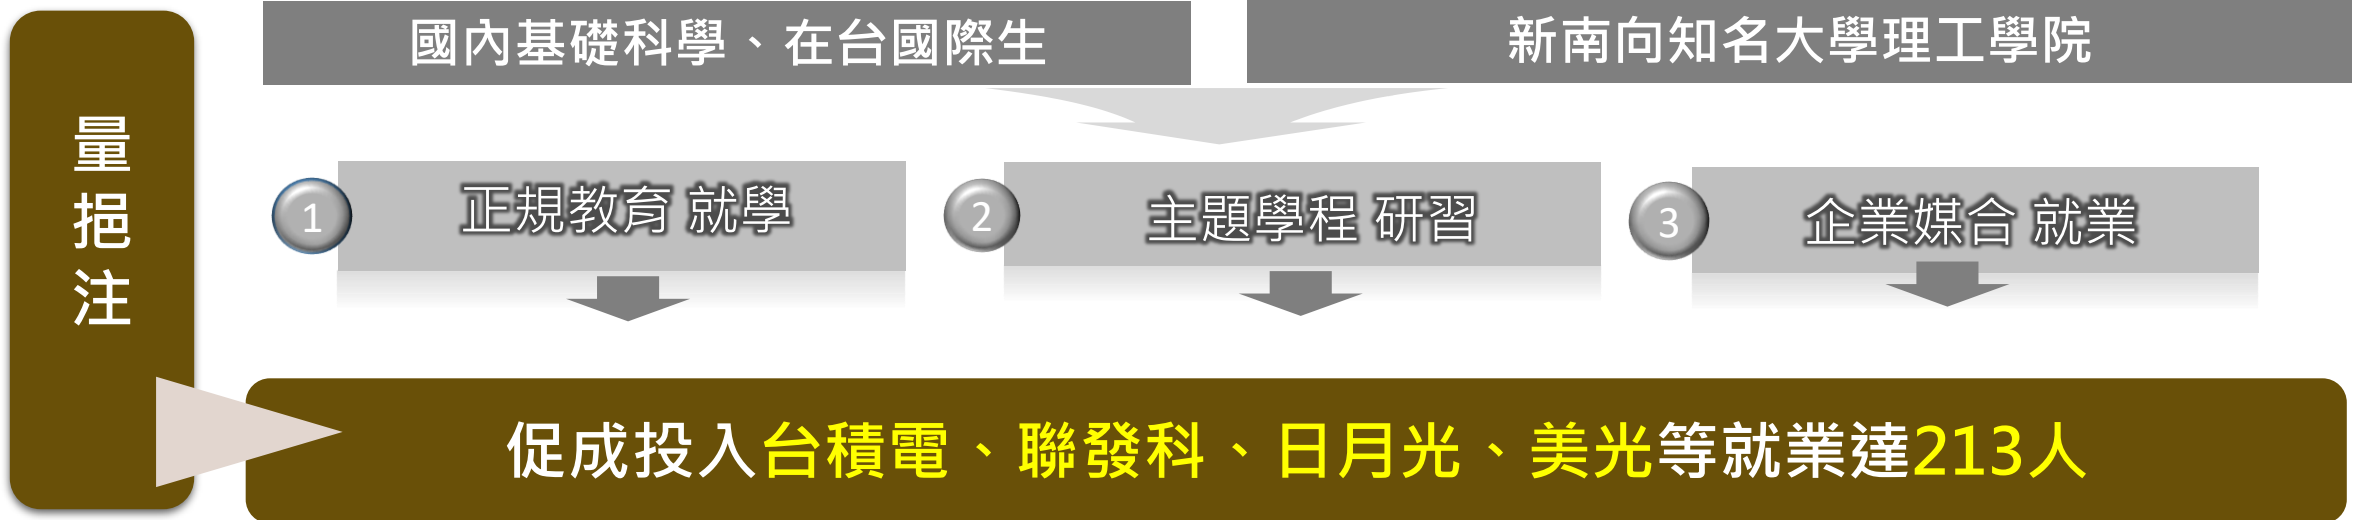 量挹注
國內基礎科學、在台國際生
新南向知名大學理工學院
1
正規教育 就學
2
主題學程 研習
3
企業媒合 就業
促成投入台積電、聯發科、日月光、美光等就業達213人